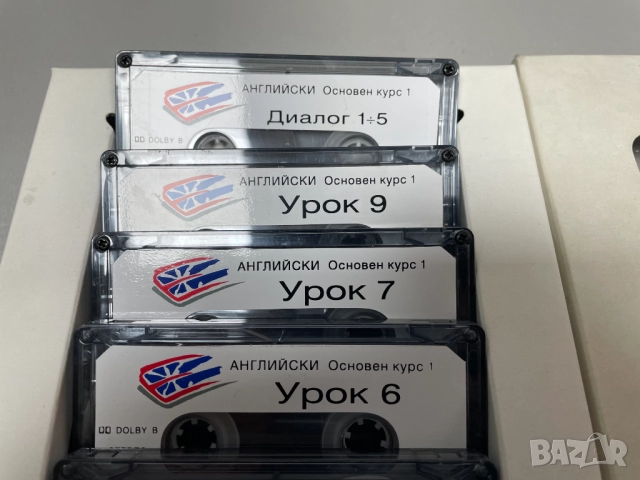 АНГЛИЙСКИ Основен курс 1
Диалог 1÷5
DOLBY B
АНГЛИЙСКИ Основен курс 1
Урок 9
АНГЛИЙСКИ Основен курс 1
Урок 7
АНГЛИЙСКИ Основен курс 1
Урок 6
DOLBY B
BAZAR